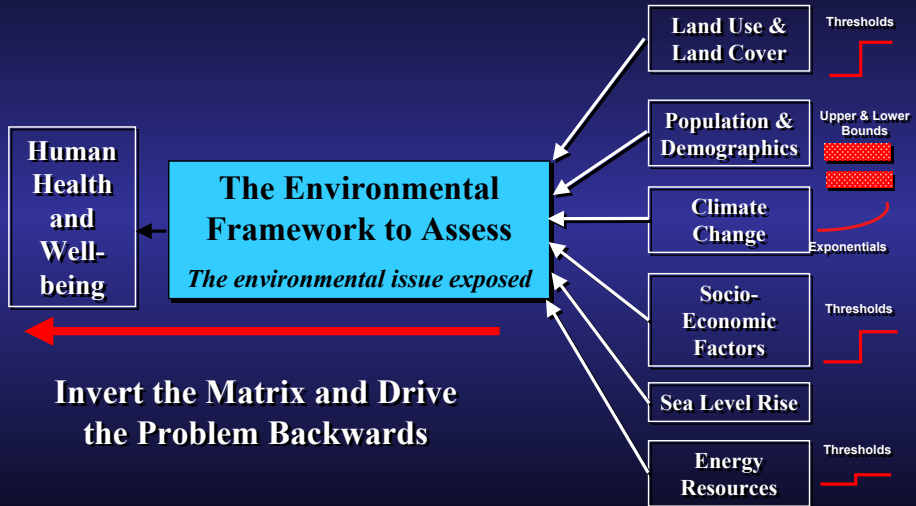 Human
Health
and
Well-
being
The Environmental
Framework to Assess
The environmental issue exposed
Invert the Matrix and Drive
the Problem Backwards
Land Use &
Land Cover
Thresholds
Population &
Demographics
Upper & Lower
Bounds
Climate
Change
Exponentials
Socio-
Economic
Factors
Thresholds
Sea Level Rise
Energy
Resources
Thresholds